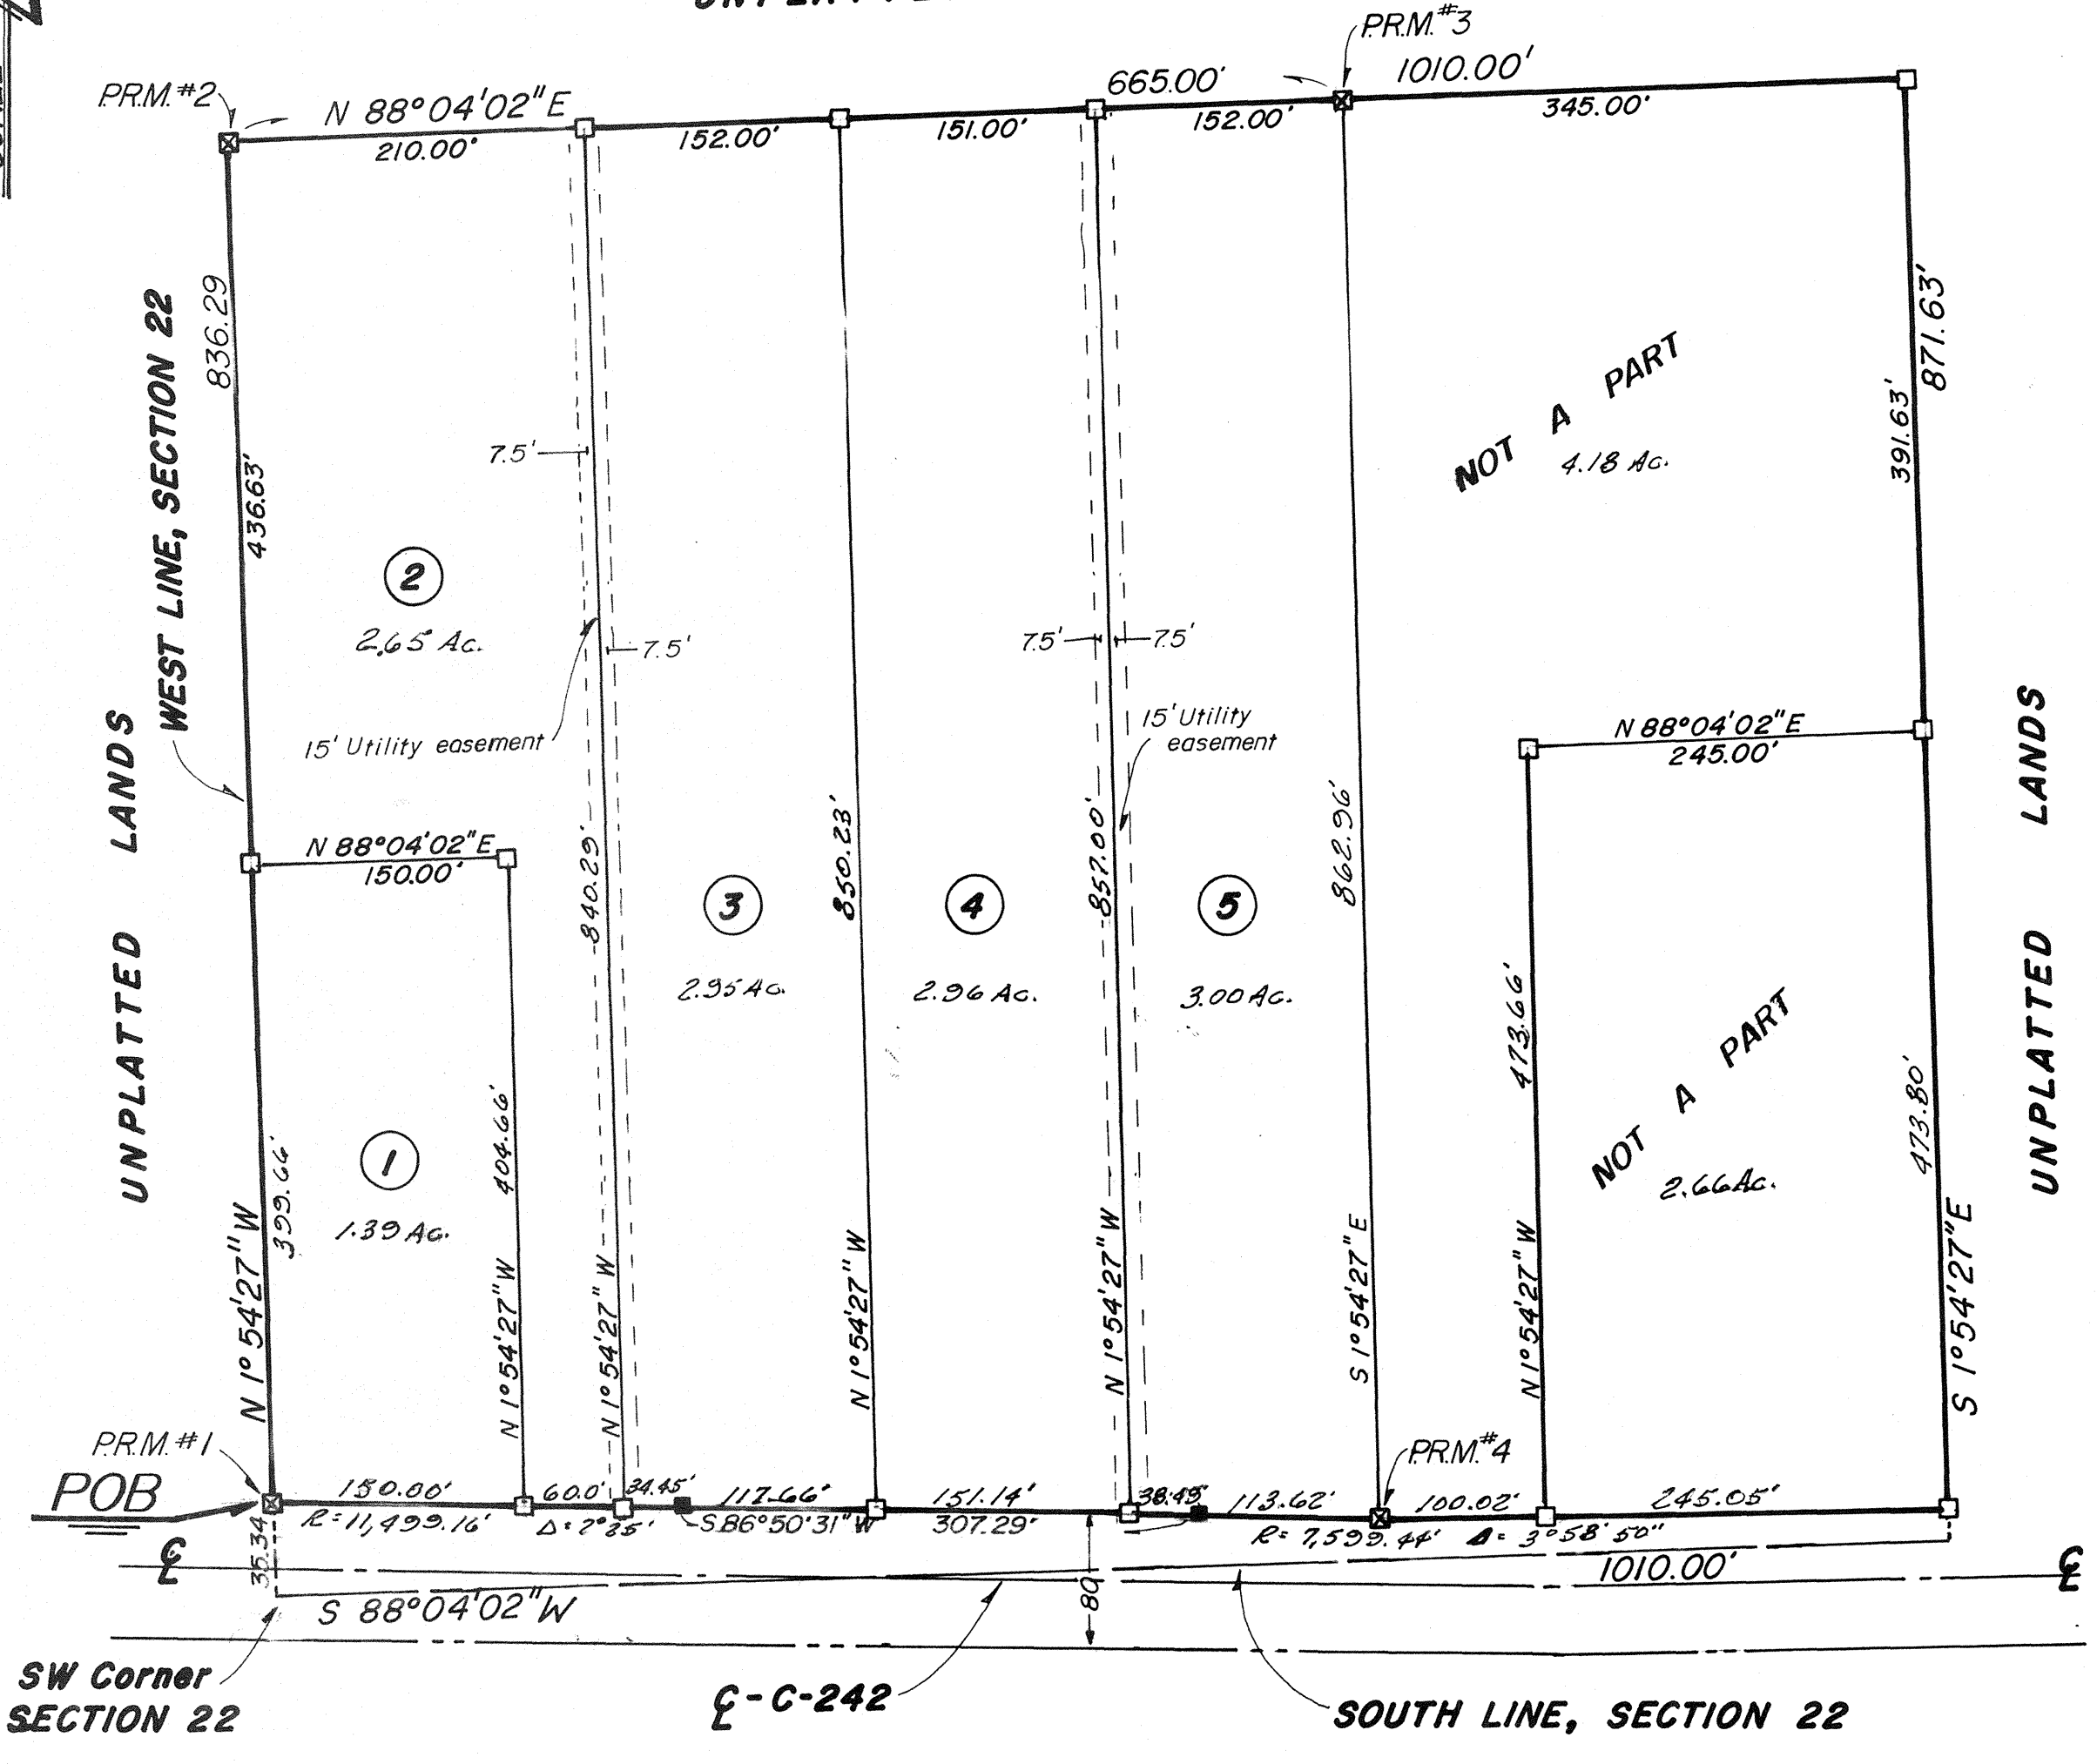 P.R.M.#3
665.00'
1010.00'
P.R.M.#2
N 88°04'02"E
210.00'
152.00'
151.00'
152.00'
345.00'
836.29
WEST LINE, SECTION 22
436.63'
7.5'
2
2.65 Ac.
7.5'
15' Utility easement
7.5'
7.5'
15' Utility
easement
NOT A PART
4.18 Ac.
871.63'
391.63'
N 88°04'02"E
245.00'
UNPLATTED LANDS
N 88°04'02"E
150.00'
840.29'
850.23'
857.00'
862.96'
3
2.95 Ac.
4
2.96 Ac.
5
3.00 Ac.
473.66'
NOT A PART
2.66 Ac.
473.80'
UNPLATTED LANDS
1
1.39 Ac.
399.66'
404.66'
N 1°54'27"W
N 1°54'27"W
N 1°54'27"W
N 1°54'27"W
N 1°54'27"W
S 1°54'27"E
N 1°54'27"W
S 1°54'27"E
P.R.M.#1
P.R.M.#4
POB
150.00'
60.0'
34.45'
117.66'
151.14'
38.49'
113.62'
100.02'
245.05'
R=11,499.16'
Δ=2°25'
S.86°50'31"W
307.29'
R= 7,599.44'
Δ= 3°58'50"
35.34
80
1010.00'
℄
℄
S 88°04'02"W
SW Corner
SECTION 22
℄-C-242
SOUTH LINE, SECTION 22